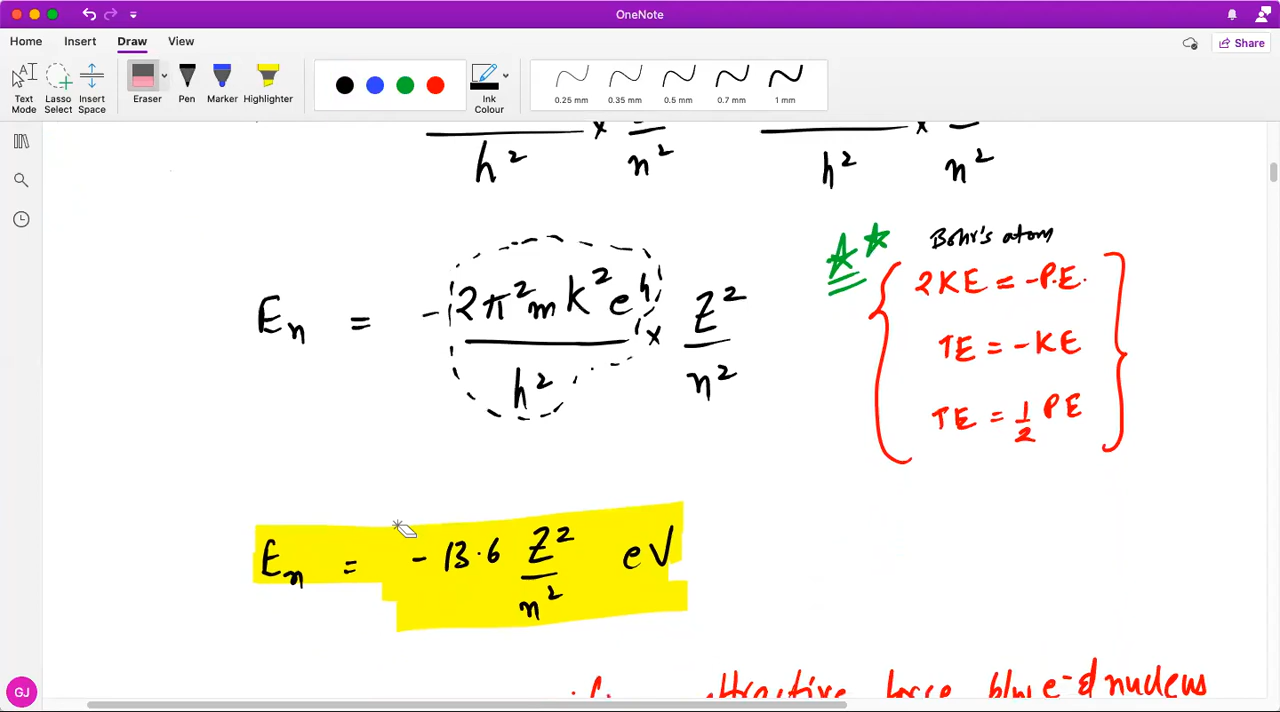 OneNote
Home Insert Draw View
Share
Text Mode
Lasso Select
Insert Space
Eraser
Pen
Marker
Highlighter
Ink Colour
0.25 mm 0.35 mm 0.5 mm 0.7 mm 1 mm
h² × n² h² × n²
Bohr's atom
2KE = -P.E.
TE = -KE
TE = 1/2 PE
En = - 2π²mK²e⁴ / h² × Z² / n²
En = - 13.6 Z² / n² eV
attractive force b/w e⁻ & nucleus
GJ